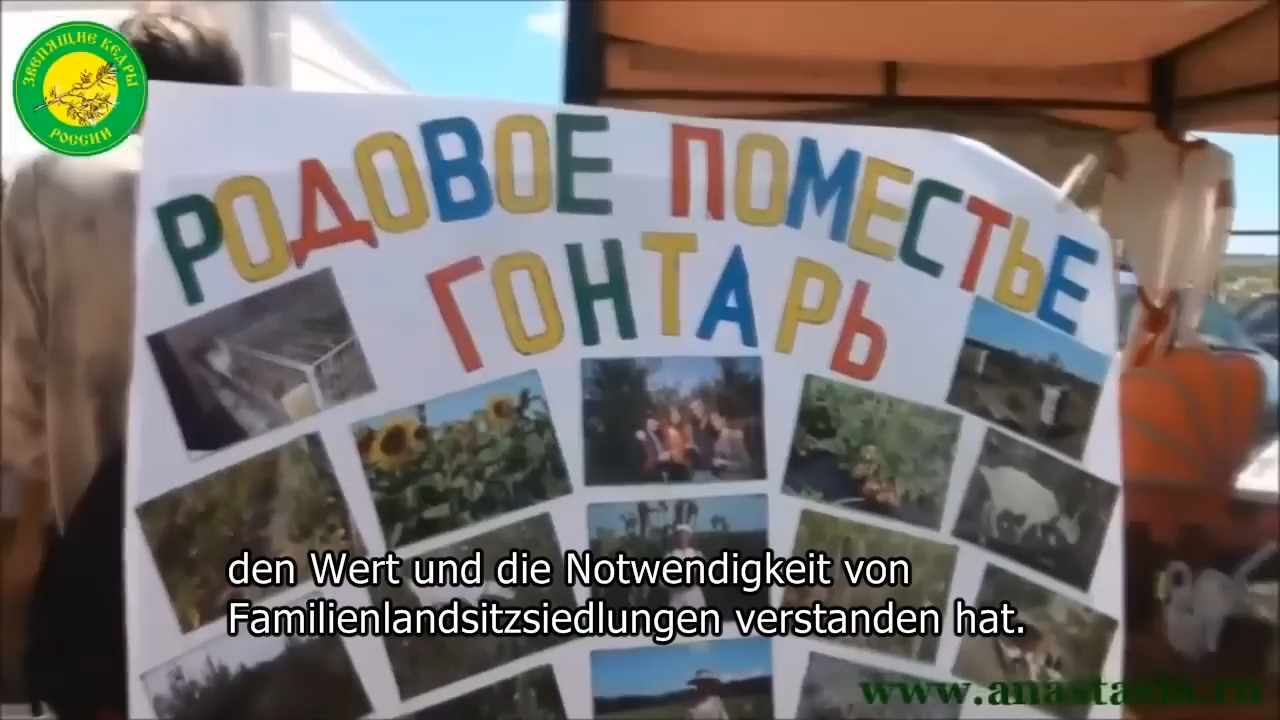 ЗВЕНЯЩИЕ КЕДРЫ
РОССИИ
РОДОВОЕ ПОМЕСТЬЕ
ГОНТАРЬ
den Wert und die Notwendigkeit von
Familienlandsitzsiedlungen verstanden hat.
www.anastasia.ru